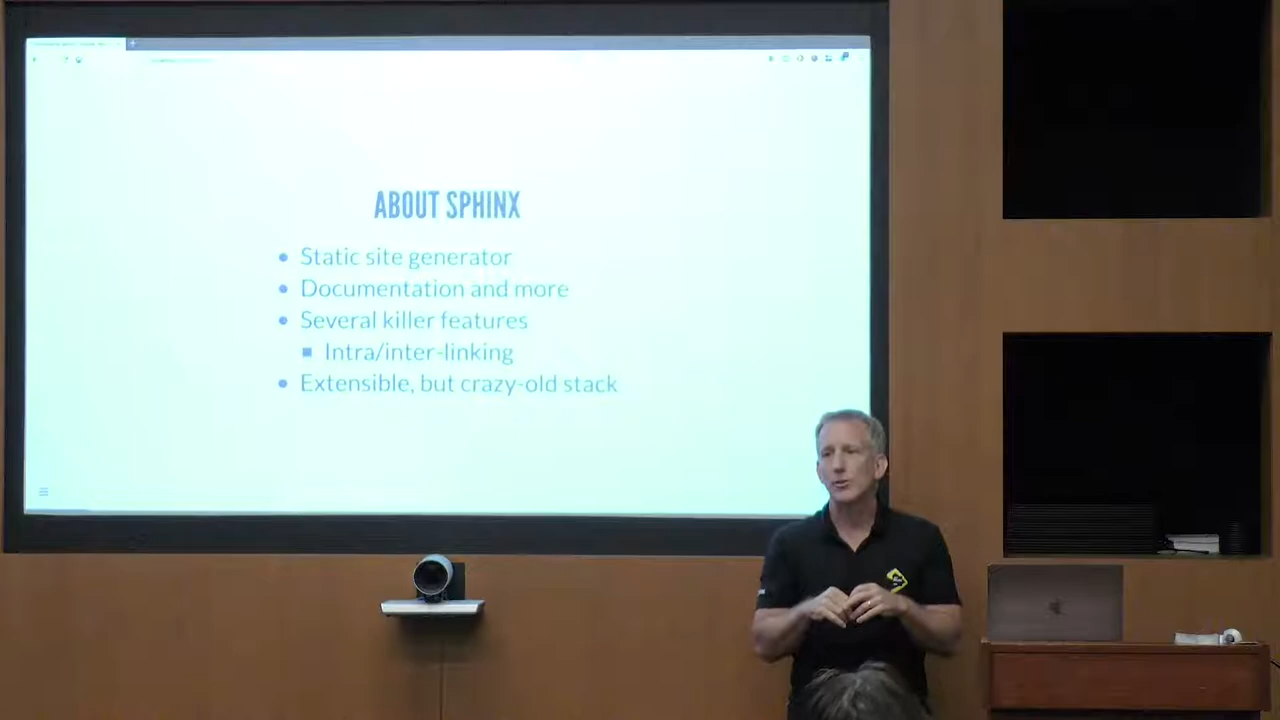 ABOUT SPHINX
Static site generator
Documentation and more
Several killer features
Intra/inter-linking
Extensible, but crazy-old stack